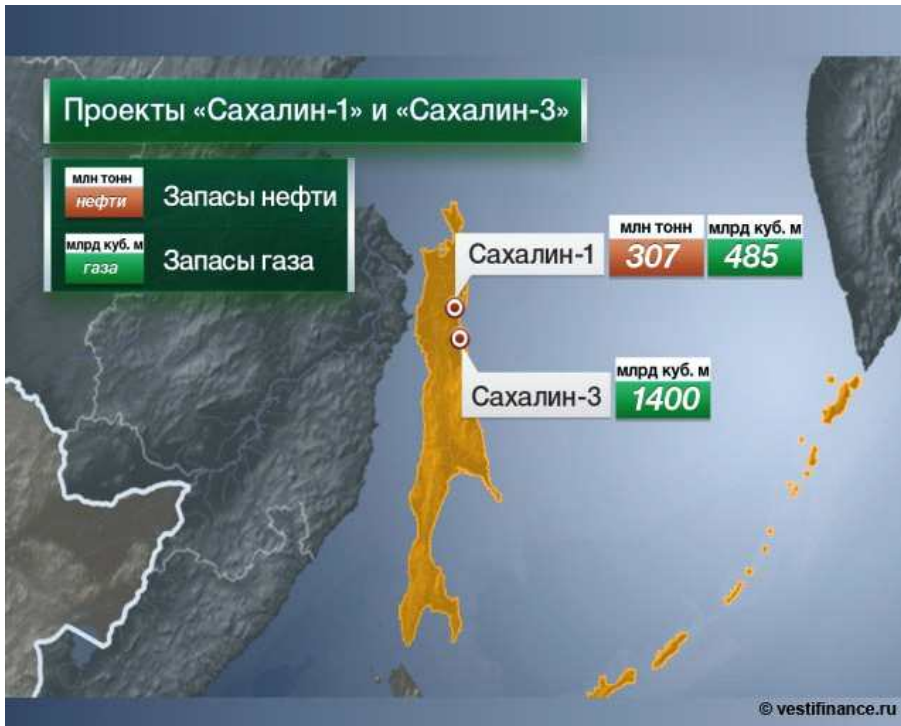 Проекты «Сахалин-1» и «Сахалин-3»
млн тонн
нефти
Запасы нефти
млрд куб. м
газа
Запасы газа
Сахалин-1
млн тонн
307
млрд куб. м
485
Сахалин-3
млрд куб. м
1400
© vestifinance.ru